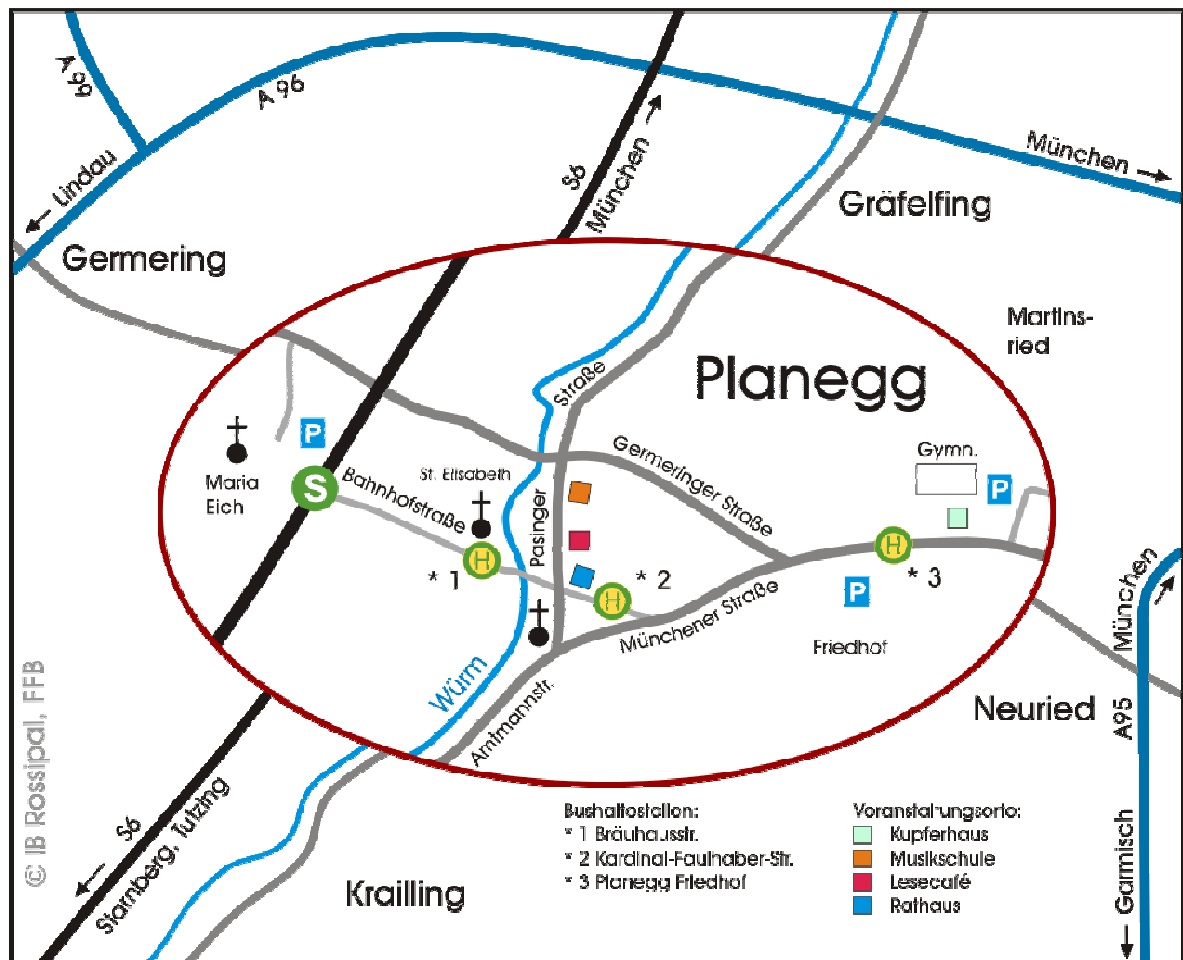 A 99
A 96
Lindau
S6
München
München
Gräfelfing
Germering
Martins-
ried
Planegg
Straße
P
Maria
Eich
S
Bahnhofstraße
St. Elisabeth
Germeringer Straße
Gymn.
P
Pasinger
H
* 1
H
* 2
H
* 3
P
Münchener Straße
Friedhof
Würm
Amtmannstr.
München
Neuried
A95
Garmisch
© IB Rossipal, FFB
S6
Starnberg, Tutzing
Krailling
Bushaltestellen:
* 1 Bräuhausstr.
* 2 Kardinal-Faulhaber-Str.
* 3 Planegg Friedhof
Veranstaltungsorte:
Kupferhaus
Musikschule
Lesecafé
Rathaus